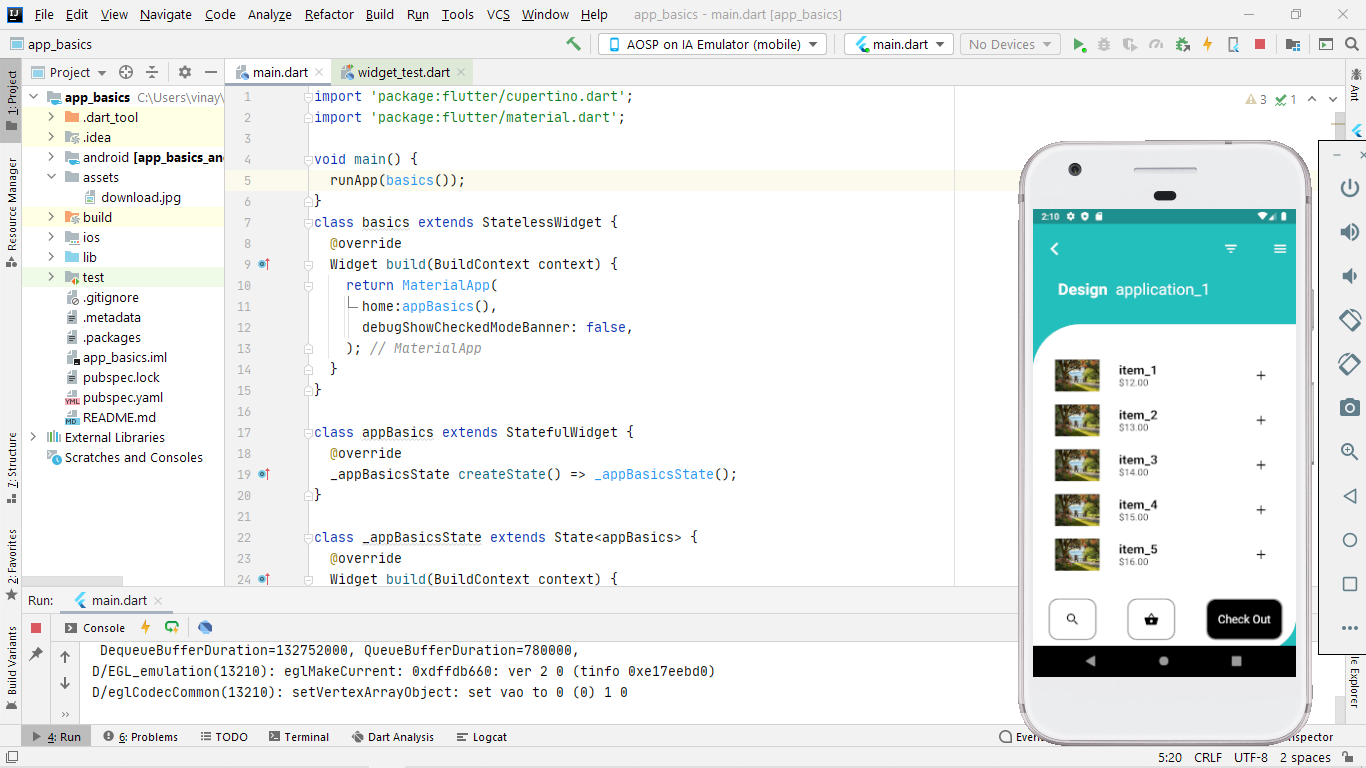 File Edit View Navigate Code Analyze Refactor Build Run Tools VCS Window Help app_basics - main.dart [app_basics]
app_basics
AOSP on IA Emulator (mobile)
main.dart
No Devices
Project
main.dart
widget_test.dart
1: Project
Resource Manager
7: Structure
2: Favorites
Build Variants
app_basics C:\Users\vinay\
.dart_tool
.idea
android [app_basics_an
assets
download.jpg
build
ios
lib
test
.gitignore
.metadata
.packages
app_basics.iml
pubspec.lock
pubspec.yaml
README.md
External Libraries
Scratches and Consoles
1 import 'package:flutter/cupertino.dart';
2 import 'package:flutter/material.dart';
3
4 void main() {
5 runApp(basics());
6 }
7 class basics extends StatelessWidget {
8 @override
9 Widget build(BuildContext context) {
10 return MaterialApp(
11 home:appBasics(),
12 debugShowCheckedModeBanner: false,
13 ); // MaterialApp
14 }
15 }
16
17 class appBasics extends StatefulWidget {
18 @override
19 _appBasicsState createState() => _appBasicsState();
20 }
21
22 class _appBasicsState extends State<appBasics> {
23 @override
24 Widget build(BuildContext context) {
3 1
Ant
2:10
Design application_1
item_1
$12.00
item_2
$13.00
item_3
$14.00
item_4
$15.00
item_5
$16.00
Check Out
Run: main.dart
Console
DequeueBufferDuration=132752000, QueueBufferDuration=780000,
D/EGL_emulation(13210): eglMakeCurrent: 0xdffdb660: ver 2 0 (tinfo 0xe17eebd0)
D/eglCodecCommon(13210): setVertexArrayObject: set vao to 0 (0) 1 0
4: Run 6: Problems TODO Terminal Dart Analysis Logcat
Explorer
5:20 CRLF UTF-8 2 spaces